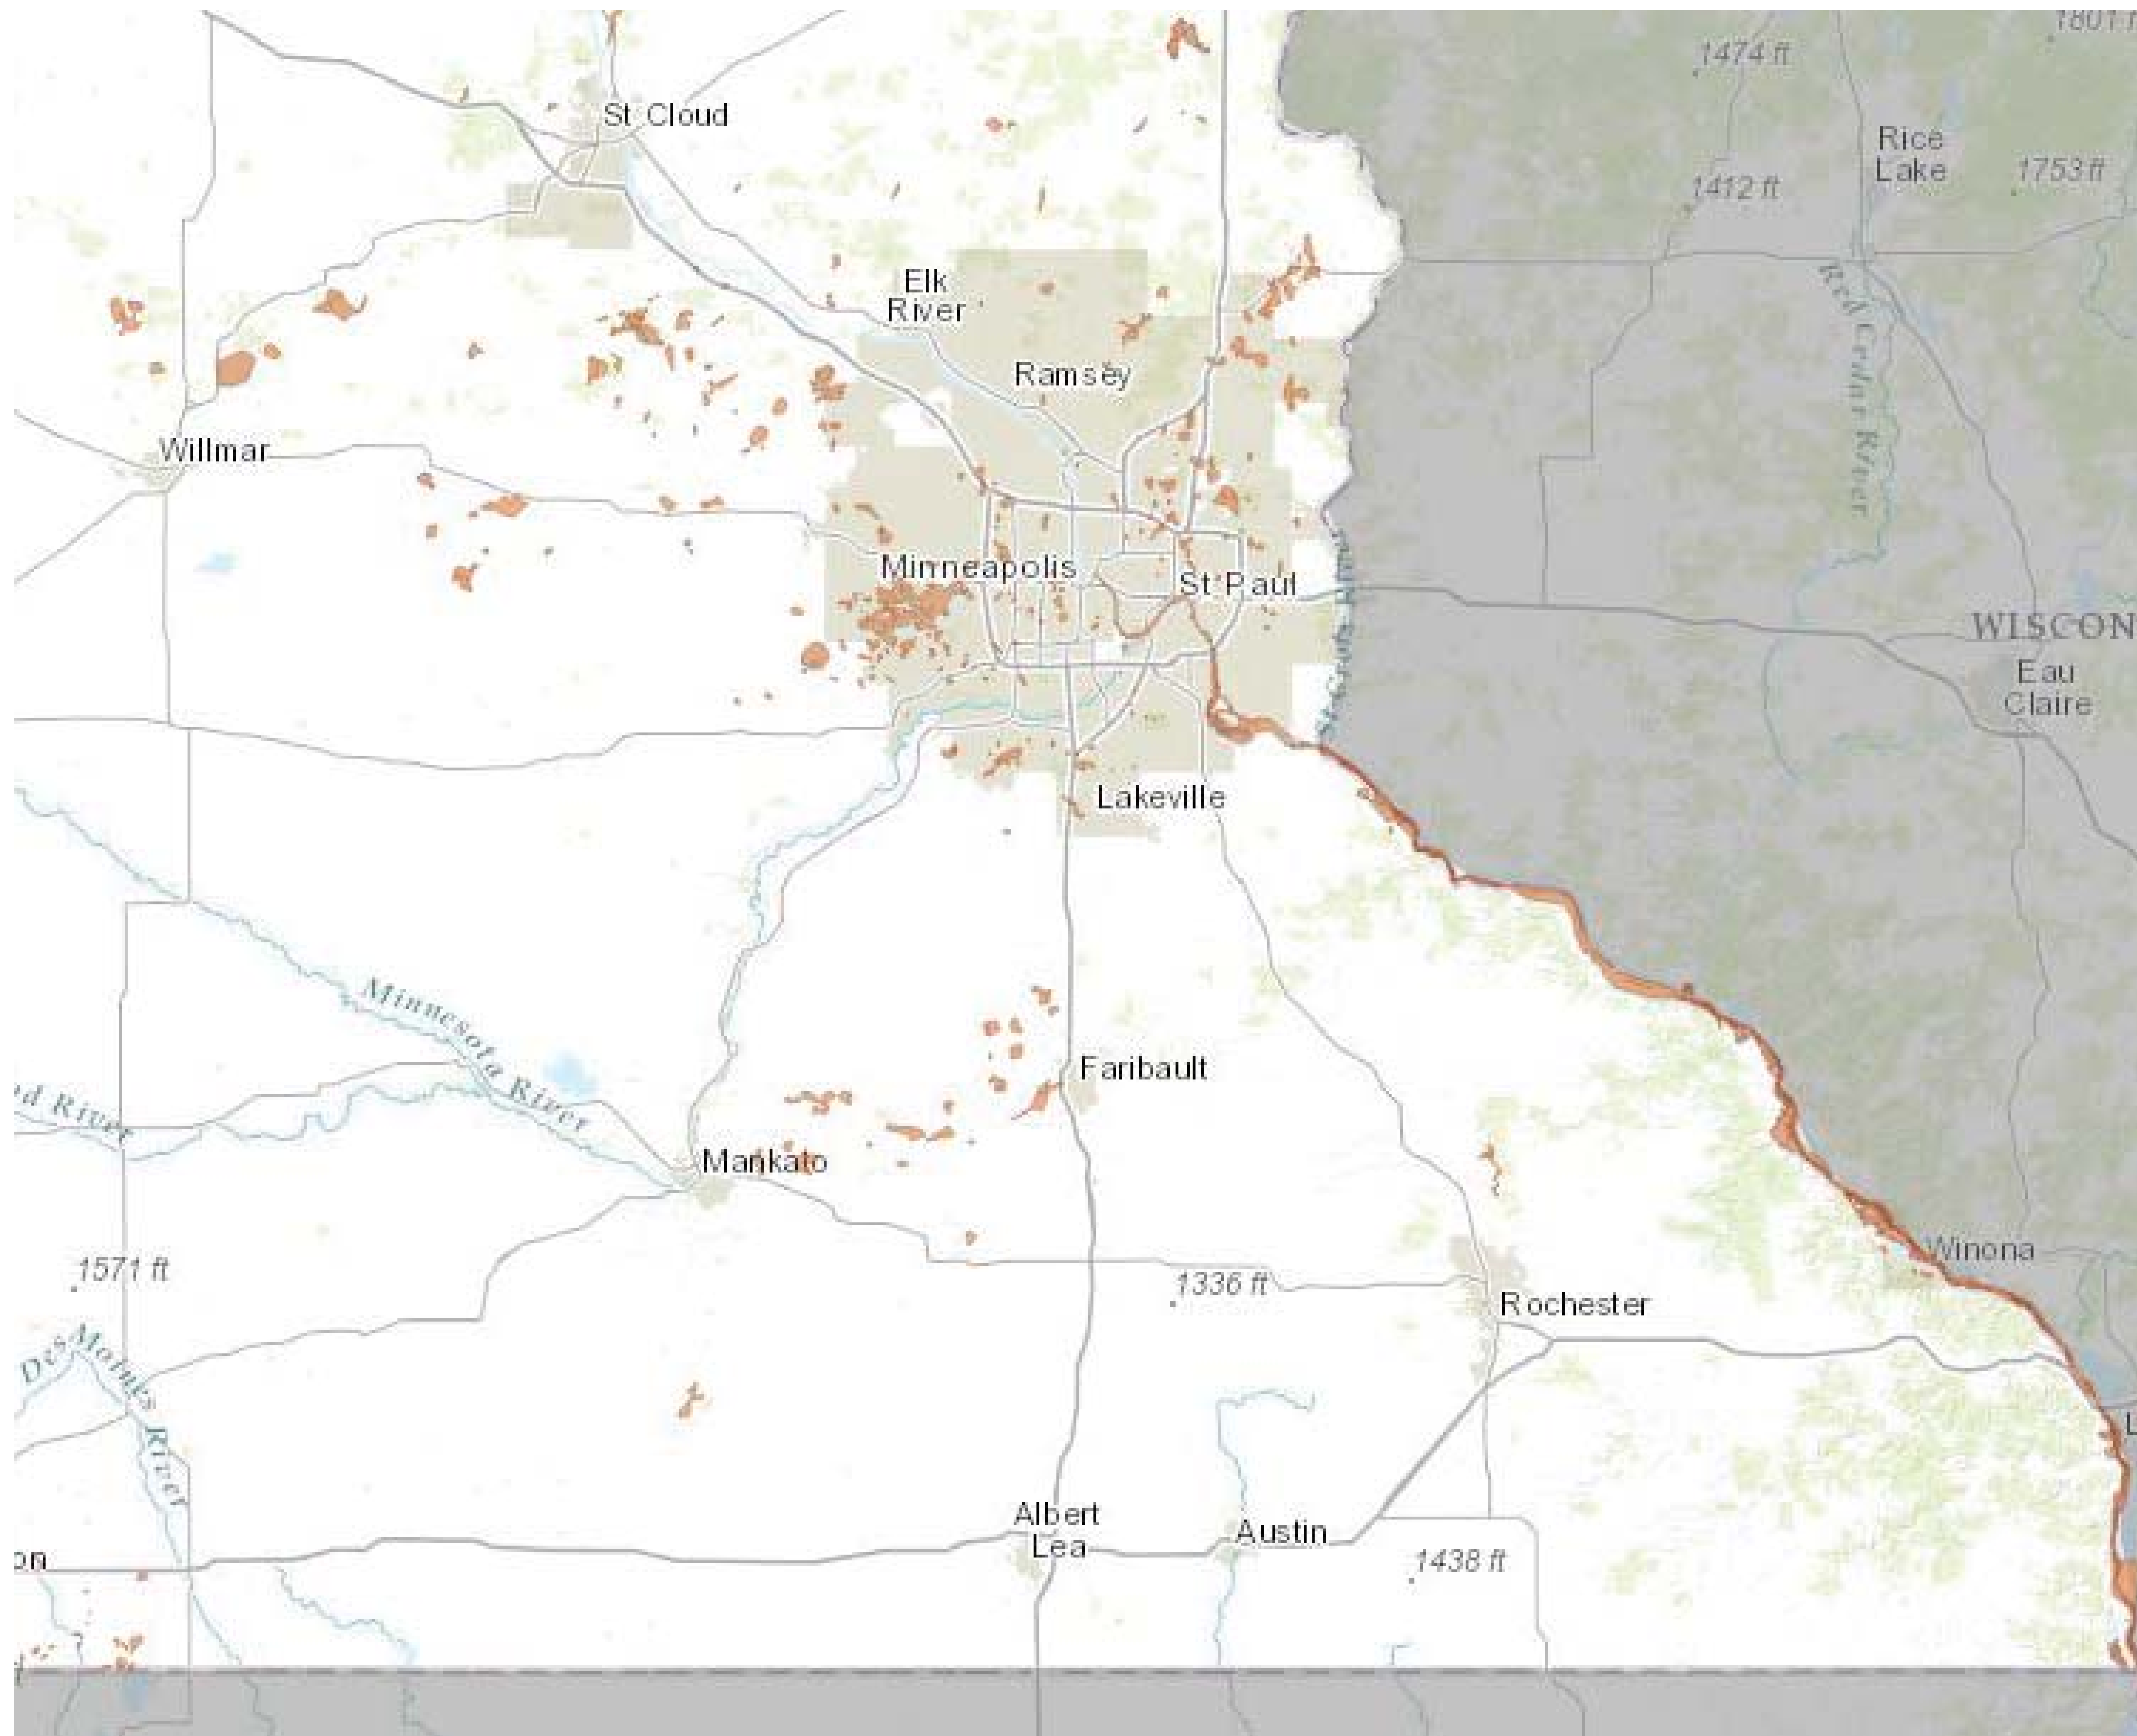 1801
1474 ft
St Cloud
Rice
Lake
1753 ft
1412 ft
Elk
River
Red Cedar River
Ramsey
Willmar
Minneapolis
St Paul
WISCON
Eau
Claire
Lakeville
Minnesota River
Faribault
od River
Mankato
Winona
1571 ft
1336 ft
Rochester
Des Moines River
L
Albert
Lea
Austin
on
1438 ft